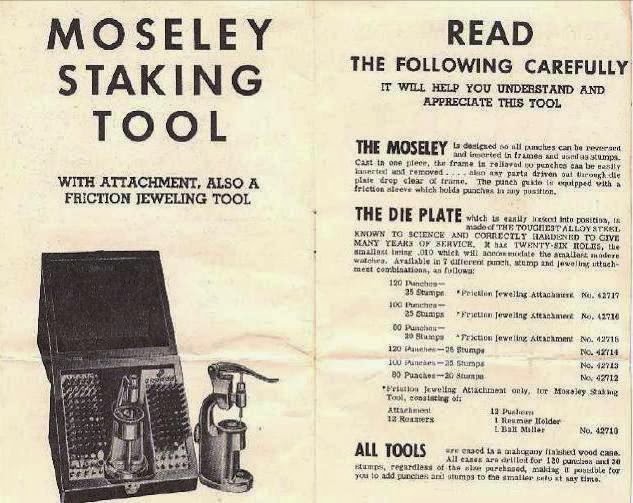 MOSELEY
STAKING
TOOL
WITH ATTACHMENT, ALSO A
FRICTION JEWELING TOOL
READ
THE FOLLOWING CAREFULLY
IT WILL HELP YOU UNDERSTAND AND
APPRECIATE THIS TOOL
THE MOSELEY is designed so all punches can be reversed
and inserted in frames and used as stumps.
Cast in one piece, the frame is relieved so punches can be easily
inserted and removed . . . . also any parts driven out through die
plate drop clear of frame. The punch guide is equipped with a
friction sleeve which holds punches in any position.
THE DIE PLATE which is easily locked into position, is
made of THE TOUGHEST ALLOY STEEL
KNOWN TO SCIENCE AND CORRECTLY HARDENED TO GIVE
MANY YEARS OF SERVICE. It has TWENTY-SIX HOLES, the
smallest being .010 which will accommodate the smallest modern
watches. Available in 7 different punch, stump and jeweling attach-
ment combinations, as follows:
120 Punches—
25 Stumps *Friction Jeweling Attachment No. 42717
100 Punches—
25 Stumps *Friction Jeweling Attachment No. 42716
80 Punches—
20 Stumps *Friction Jeweling Attachment No. 42715
120 Punches—25 Stumps No. 42714
100 Punches—25 Stumps No. 42713
80 Punches—20 Stumps No. 42712
*Friction Jeweling Attachment only, for Moseley Staking
Tool, consisting of:
Attachment 12 Pushers
12 Reamers 1 Reamer Holder
1 Ball Miller No. 42710
ALL TOOLS are cased in a mahogany finished wood case.
All cases are drilled for 120 punches and 30
stumps, regardless of the size purchased, making it possible for
you to add punches and stumps to the smaller sets at any time.